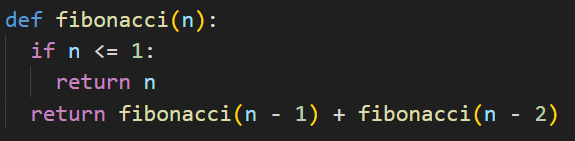 def fibonacci(n):
  if n <= 1:
    return n
  return fibonacci(n - 1) + fibonacci(n - 2)